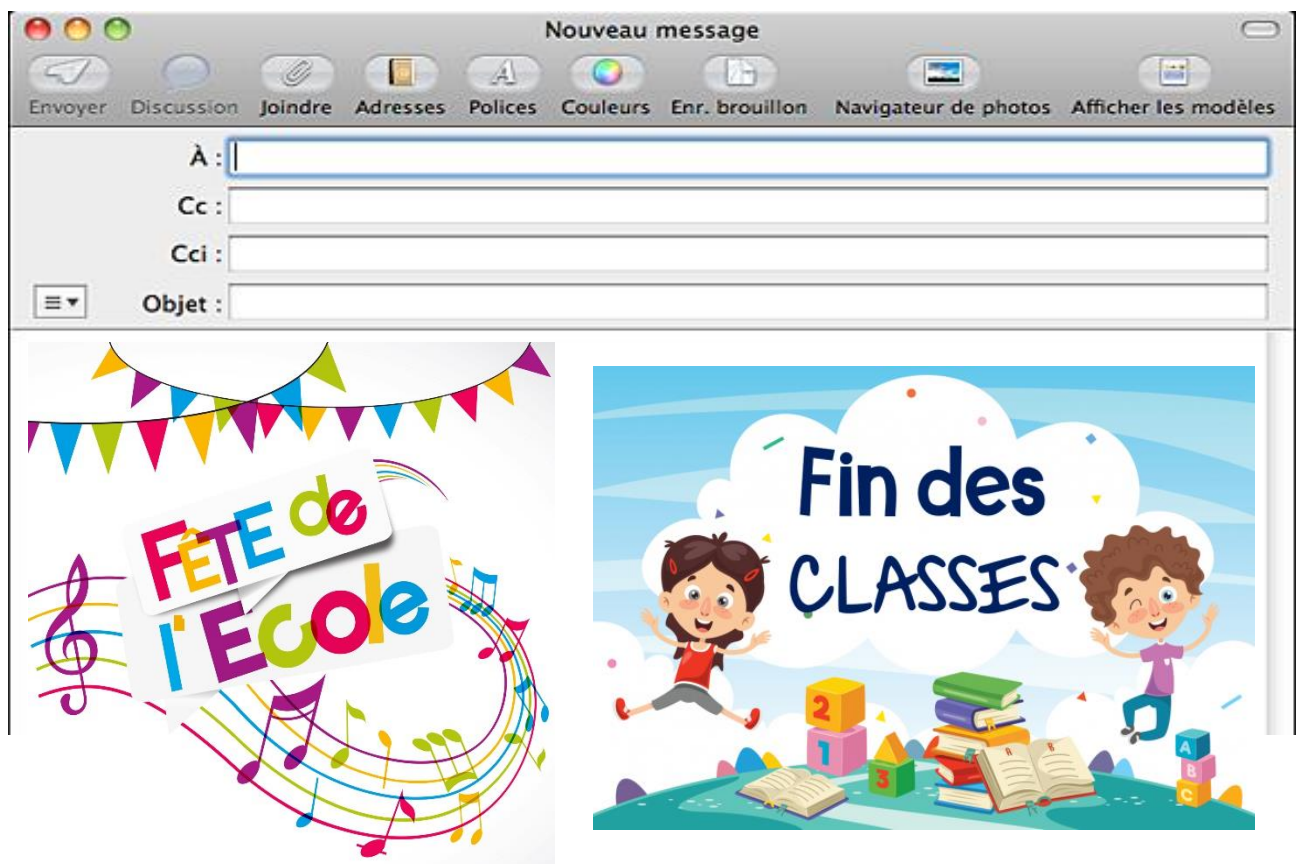 Nouveau message
Envoyer Discussion Joindre Adresses Polices Couleurs Enr. brouillon Navigateur de photos Afficher les modèles
À :
Cc :
Cci :
Objet :
FÊTE de
l'Ecole
Fin des
CLASSES
2
1
3
A B
A
B
C